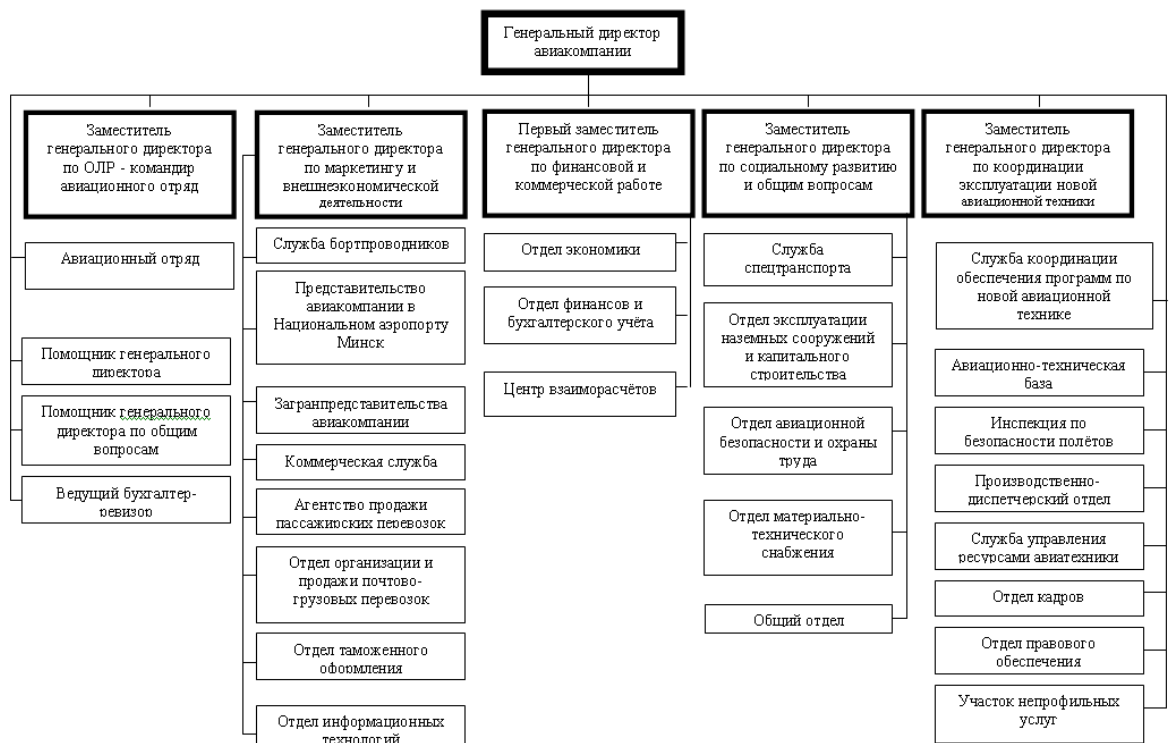 Генеральный директор
авиакомпании
Заместитель
генерального директора
по ОЛР - командир
авиационного отряд
Авиационный отряд
Помощник генерального
директора
Помощник генерального
директора по общим
вопросам
Ведущий бухгалтер-
ревизор
Заместитель
генерального директора
по маркетингу и
внешнеэкономической
деятельности
Служба бортпроводников
Представительство
авиакомпании в
Национальном аэропорту
Минск
Загранпредставительства
авиакомпании
Коммерческая служба
Агентство продажи
пассажирских перевозок
Отдел организации и
продажи почтово-
грузовых перевозок
Отдел таможенного
оформления
Отдел информационных
технологий
Первый заместитель
генерального директора
по финансовой и
коммерческой работе
Отдел экономики
Отдел финансов и
бухгалтерского учёта
Центр взаиморасчётов
Заместитель
генерального директора
по социальному развитию
и общим вопросам
Служба
спецтранспорта
Отдел эксплуатации
наземных сооружений
и капитального
строительства
Отдел авиационной
безопасности и охраны
труда
Отдел материально-
технического
снабжения
Общий отдел
Заместитель
генерального директора
по координации
эксплуатации новой
авиационной техники
Служба координации
обеспечения программ по
новой авиационной
технике
Авиационно-техническая
база
Инспекция по
безопасности полётов
Производственно-
диспетчерский отдел
Служба управления
ресурсами авиатехники
Отдел кадров
Отдел правового
обеспечения
Участок непрофильных
услуг